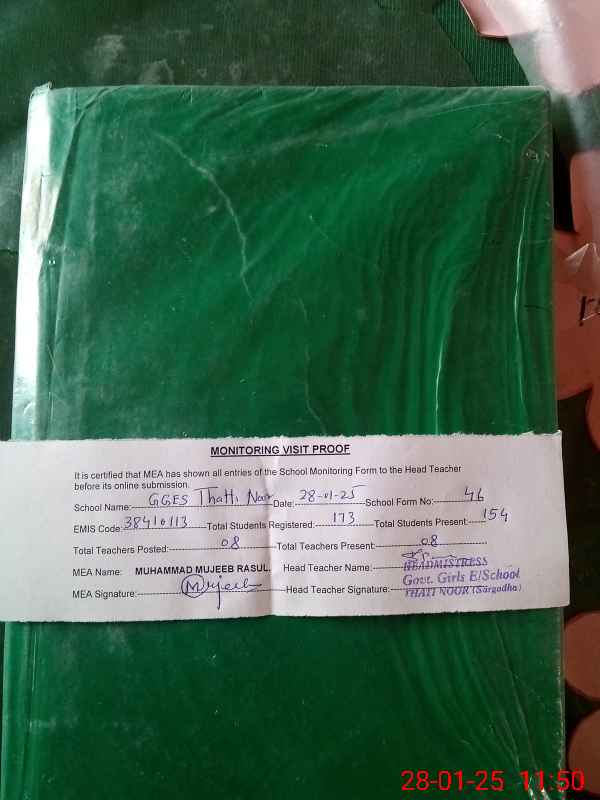 MONITORING VISIT PROOF
It is certified that MEA has shown all entries of the School Monitoring Form to the Head Teacher
before its online submission.
School Name: GGES Thatti Noor Date: 28-01-25 School Form No: 46
EMIS Code: 38410113 Total Students Registered: 173 Total Students Present: 154
Total Teachers Posted: 08 Total Teachers Present: 08
MEA Name: MUHAMMAD MUJEEB RASUL. Head Teacher Name: HEADMISTRESS
Govt. Girls E/School
MEA Signature: Mujeeb Head Teacher Signature: THATI NOOR (Sargodha)
28-01-25 11:50